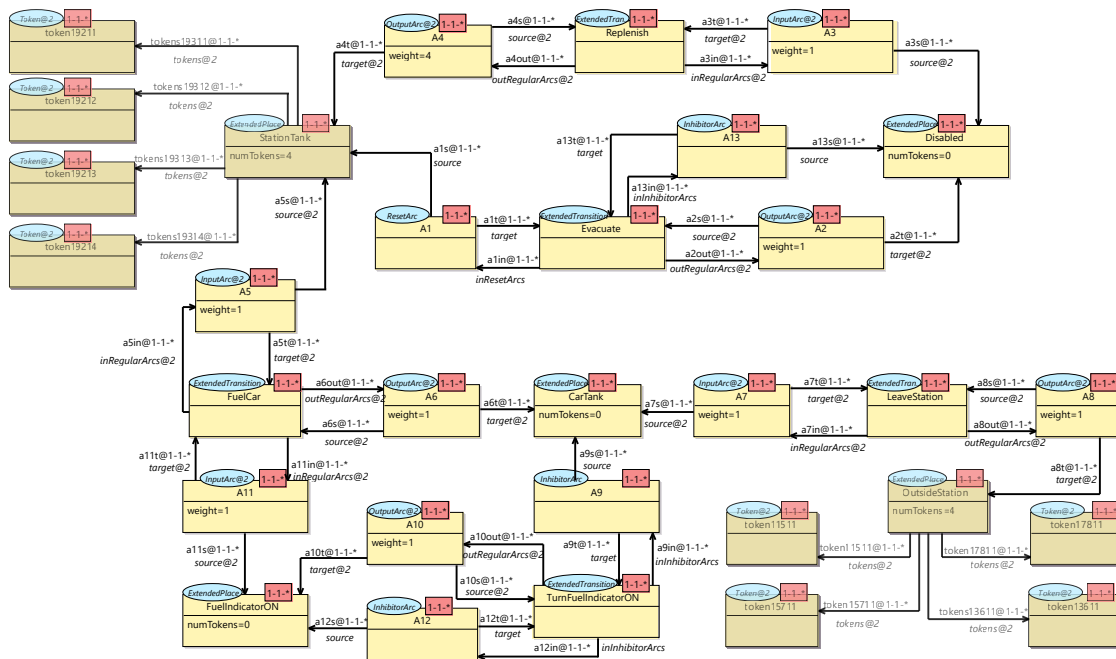 Token@2 1-1-*
token19211
Token@2 1-1-*
token19212
Token@2 1-1-*
token19213
Token@2 1-1-*
token19214
tokens19311@1-1-*
tokens@2
tokens19312@1-1-*
tokens@2
tokens19313@1-1-*
tokens@2
tokens19314@1-1-*
tokens@2
ExtendedPlace 1-1-*
StationTank
numTokens=4
a4t@1-1-*
target@2
OutputArc@2 1-1-*
A4
weight=4
a4s@1-1-*
source@2
a4out@1-1-*
outRegularArcs@2
ExtendedTran 1-1-*
Replenish
a3t@1-1-*
target@2
a3in@1-1-*
inRegularArcs@2
InputArc@2 1-1-*
A3
weight=1
a3s@1-1-*
source@2
InhibitorArc 1-1-*
A13
a13t@1-1-*
target
a13s@1-1-*
source
a13in@1-1-*
inInhibitorArcs
ExtendedPlace 1-1-*
Disabled
numTokens=0
a1s@1-1-*
source
a5s@1-1-*
source@2
ResetArc 1-1-*
A1
a1t@1-1-*
target
a1in@1-1-*
inResetArcs
ExtendedTransition 1-1-*
Evacuate
a2s@1-1-*
source@2
a2out@1-1-*
outRegularArcs@2
OutputArc@2 1-1-*
A2
weight=1
a2t@1-1-*
target@2
InputArc@2 1-1-*
A5
weight=1
a5in@1-1-*
inRegularArcs@2
a5t@1-1-*
target@2
ExtendedTransition 1-1-*
FuelCar
a6out@1-1-*
outRegularArcs@2
a6s@1-1-*
source@2
OutputArc@2 1-1-*
A6
weight=1
a6t@1-1-*
target@2
ExtendedPlace 1-1-*
CarTank
numTokens=0
a7s@1-1-*
source@2
InputArc@2 1-1-*
A7
weight=1
a7t@1-1-*
target@2
a7in@1-1-*
inRegularArcs@2
ExtendedTran 1-1-*
LeaveStation
a8s@1-1-*
source@2
a8out@1-1-*
outRegularArcs@2
OutputArc@2 1-1-*
A8
weight=1
a8t@1-1-*
target@2
a11t@1-1-*
target@2
a11in@1-1-*
inRegularArcs@2
InputArc@2 1-1-*
A11
weight=1
a11s@1-1-*
source@2
a9s@1-1-*
source
InhibitorArc 1-1-*
A9
a9t@1-1-*
target
a9in@1-1-*
inInhibitorArcs
OutputArc@2 1-1-*
A10
weight=1
a10out@1-1-*
outRegularArcs@2
a10t@1-1-*
target@2
a10s@1-1-*
source@2
ExtendedPlace 1-1-*
FuelIndicatorON
numTokens=0
a12s@1-1-*
source
InhibitorArc 1-1-*
A12
a12t@1-1-*
target
a12in@1-1-*
inInhibitorArcs
ExtendedTransition 1-1-*
TurnFuelIndicatorON
ExtendedPlace 1-1-*
OutsideStation
numTokens=4
Token@2 1-1-*
token11511
token11511@1-1-*
tokens@2
Token@2 1-1-*
token17811
token17811@1-1-*
tokens@2
Token@2 1-1-*
token15711
token15711@1-1-*
tokens@2
Token@2 1-1-*
token13611
tokens13611@1-1-*
tokens@2